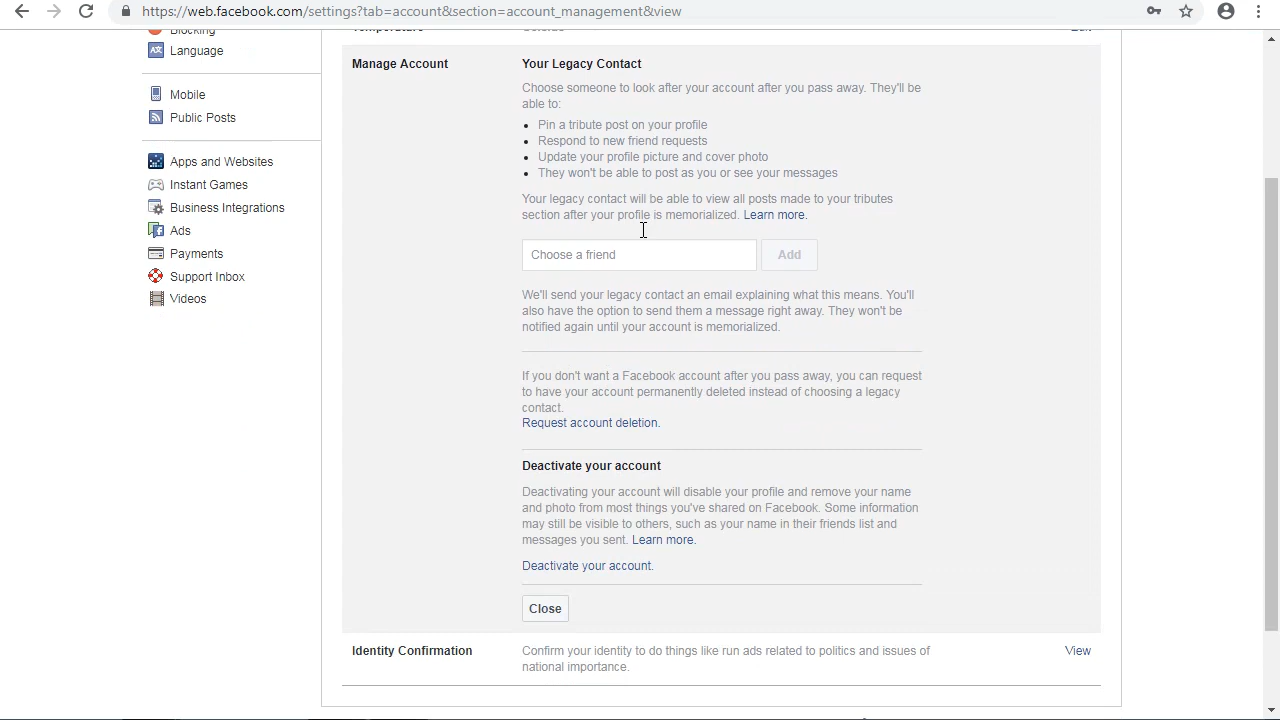 https://web.facebook.com/settings?tab=account&section=account_management&view
Blocking
Language
Mobile
Public Posts
Apps and Websites
Instant Games
Business Integrations
Ads
Payments
Support Inbox
Videos
Temperature
Celsius
Edit
Manage Account
Your Legacy Contact
Choose someone to look after your account after you pass away. They'll be
able to:
Pin a tribute post on your profile
Respond to new friend requests
Update your profile picture and cover photo
They won't be able to post as you or see your messages
Your legacy contact will be able to view all posts made to your tributes
section after your profile is memorialized. Learn more.
Choose a friend
Add
We'll send your legacy contact an email explaining what this means. You'll
also have the option to send them a message right away. They won't be
notified again until your account is memorialized.
If you don't want a Facebook account after you pass away, you can request
to have your account permanently deleted instead of choosing a legacy
contact.
Request account deletion.
Deactivate your account
Deactivating your account will disable your profile and remove your name
and photo from most things you've shared on Facebook. Some information
may still be visible to others, such as your name in their friends list and
messages you sent. Learn more.
Deactivate your account.
Close
Identity Confirmation
Confirm your identity to do things like run ads related to politics and issues of
national importance.
View